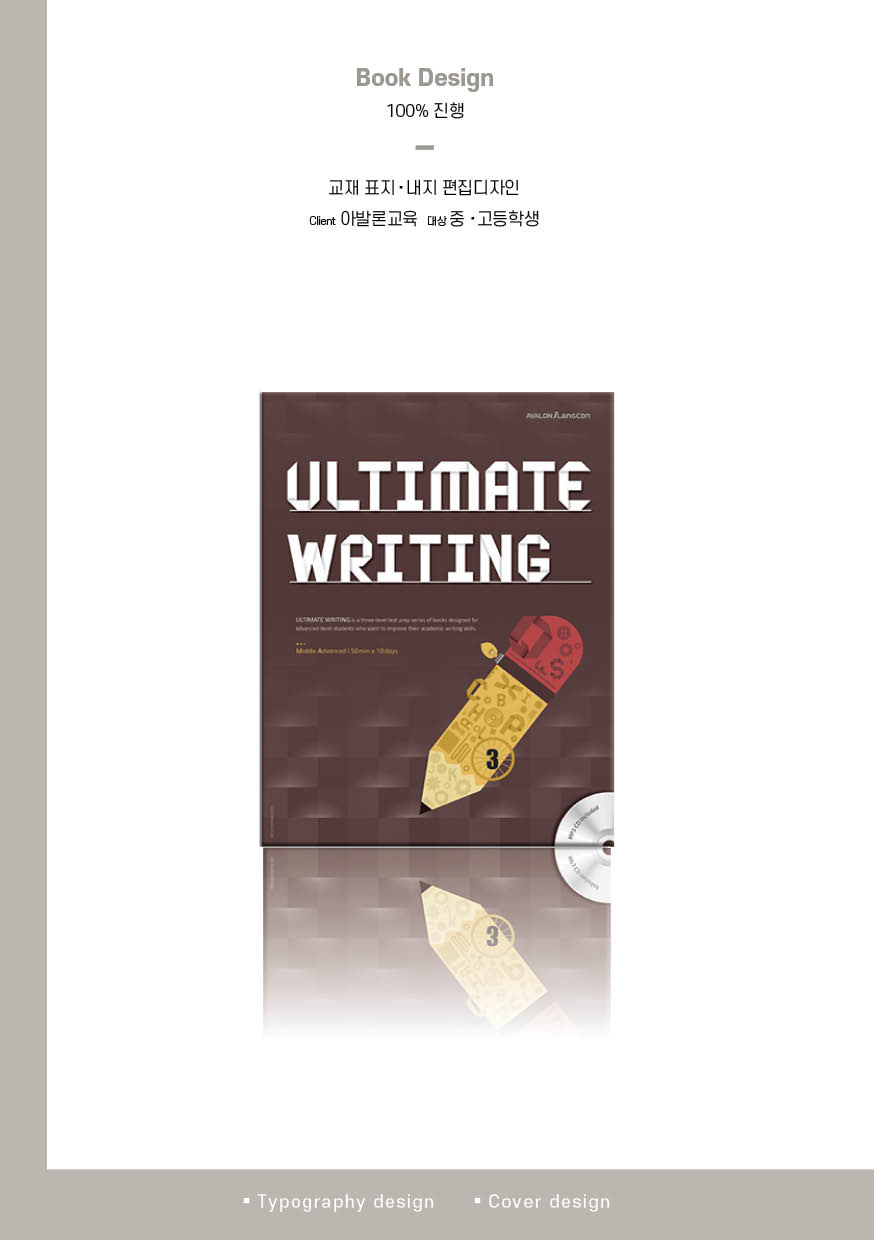 Book Design
100% 진행
교재 표지·내지 편집디자인
Client 아발론교육 대상 중·고등학생
AVALON/LangCon
ULTIMATE
WRITING
ULTIMATE WRITING is a three-level test prep series of books designed for
advanced-level students who want to improve their academic writing skills.
Middle Advanced | 50min x 10days
3
MP3 CD Included
▪ Typography design ▪ Cover design